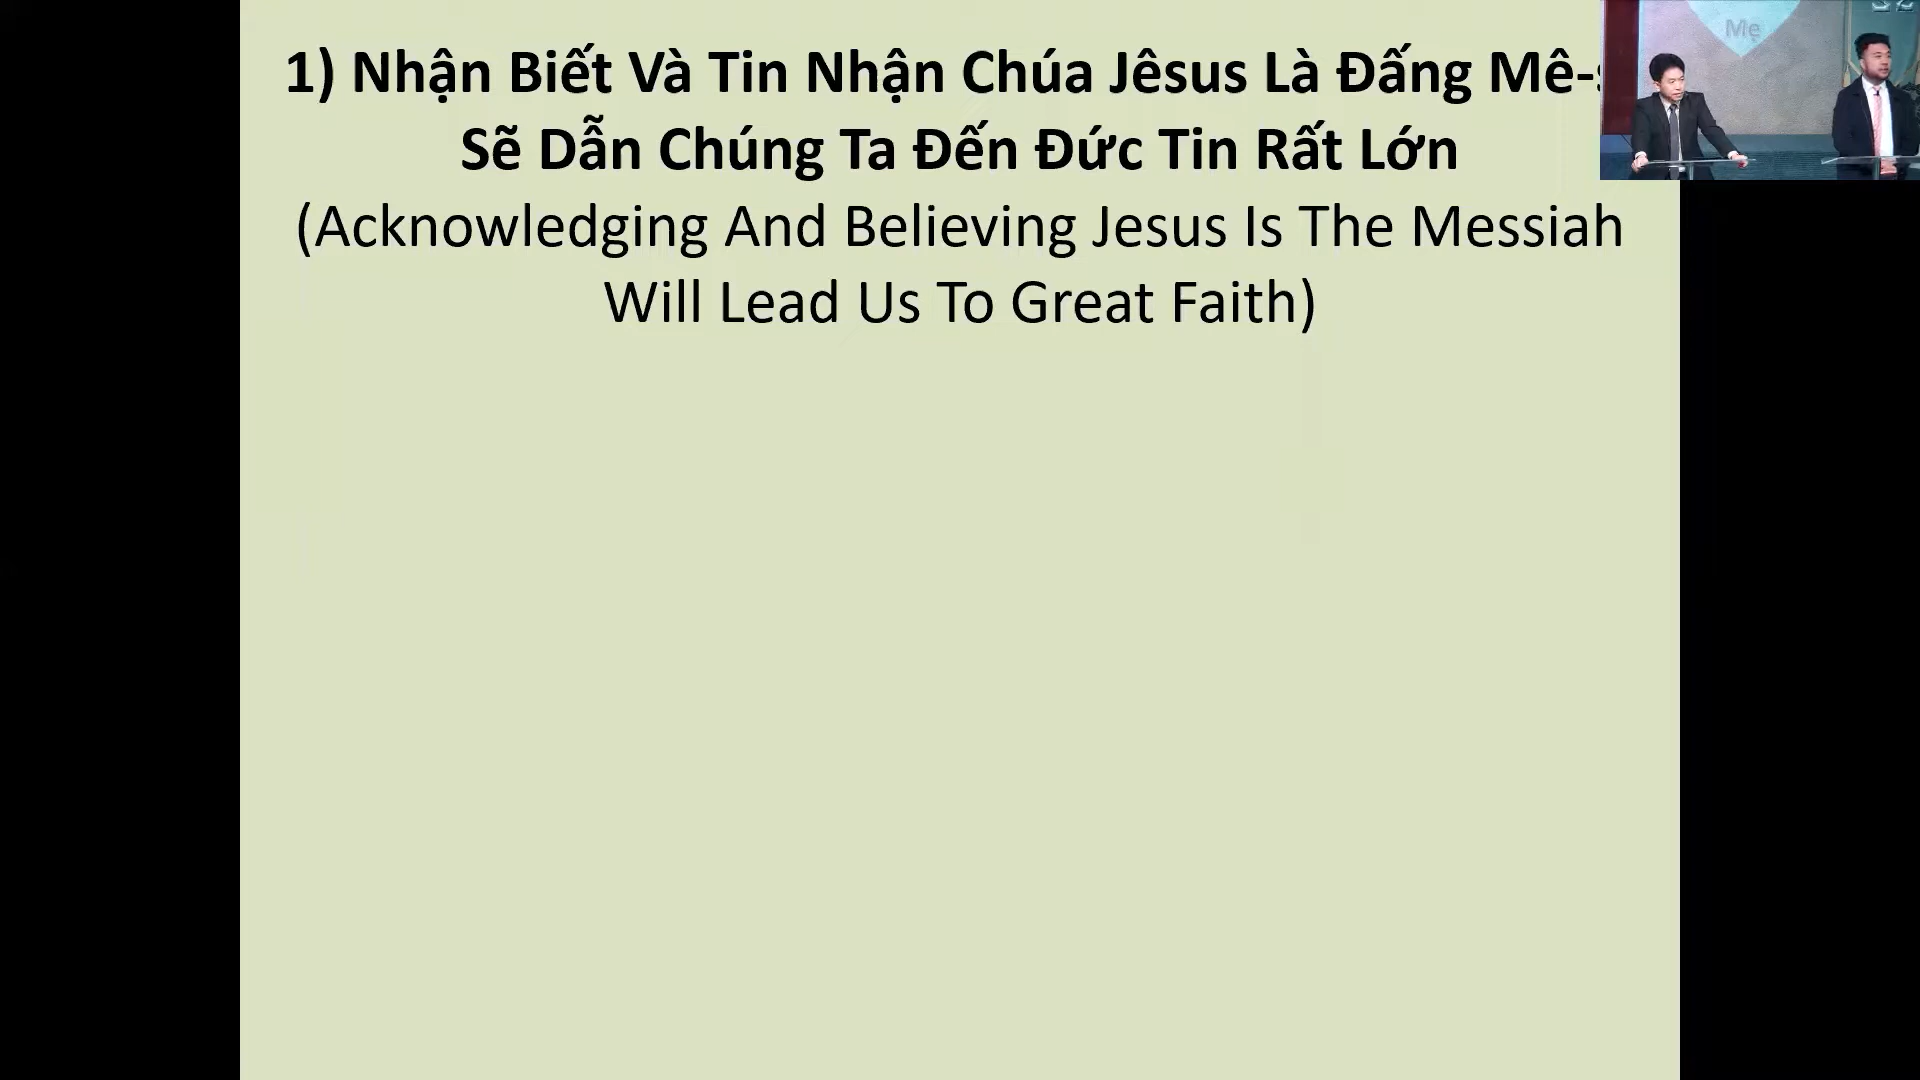 1) Nhận Biết Và Tin Nhận Chúa Jêsus Là Đấng
Sẽ Dẫn Chúng Ta Đến Đức Tin Rất Lớn
(Acknowledging And Believing Jesus Is The Messiah
Will Lead Us To Great Faith)
Mẹ